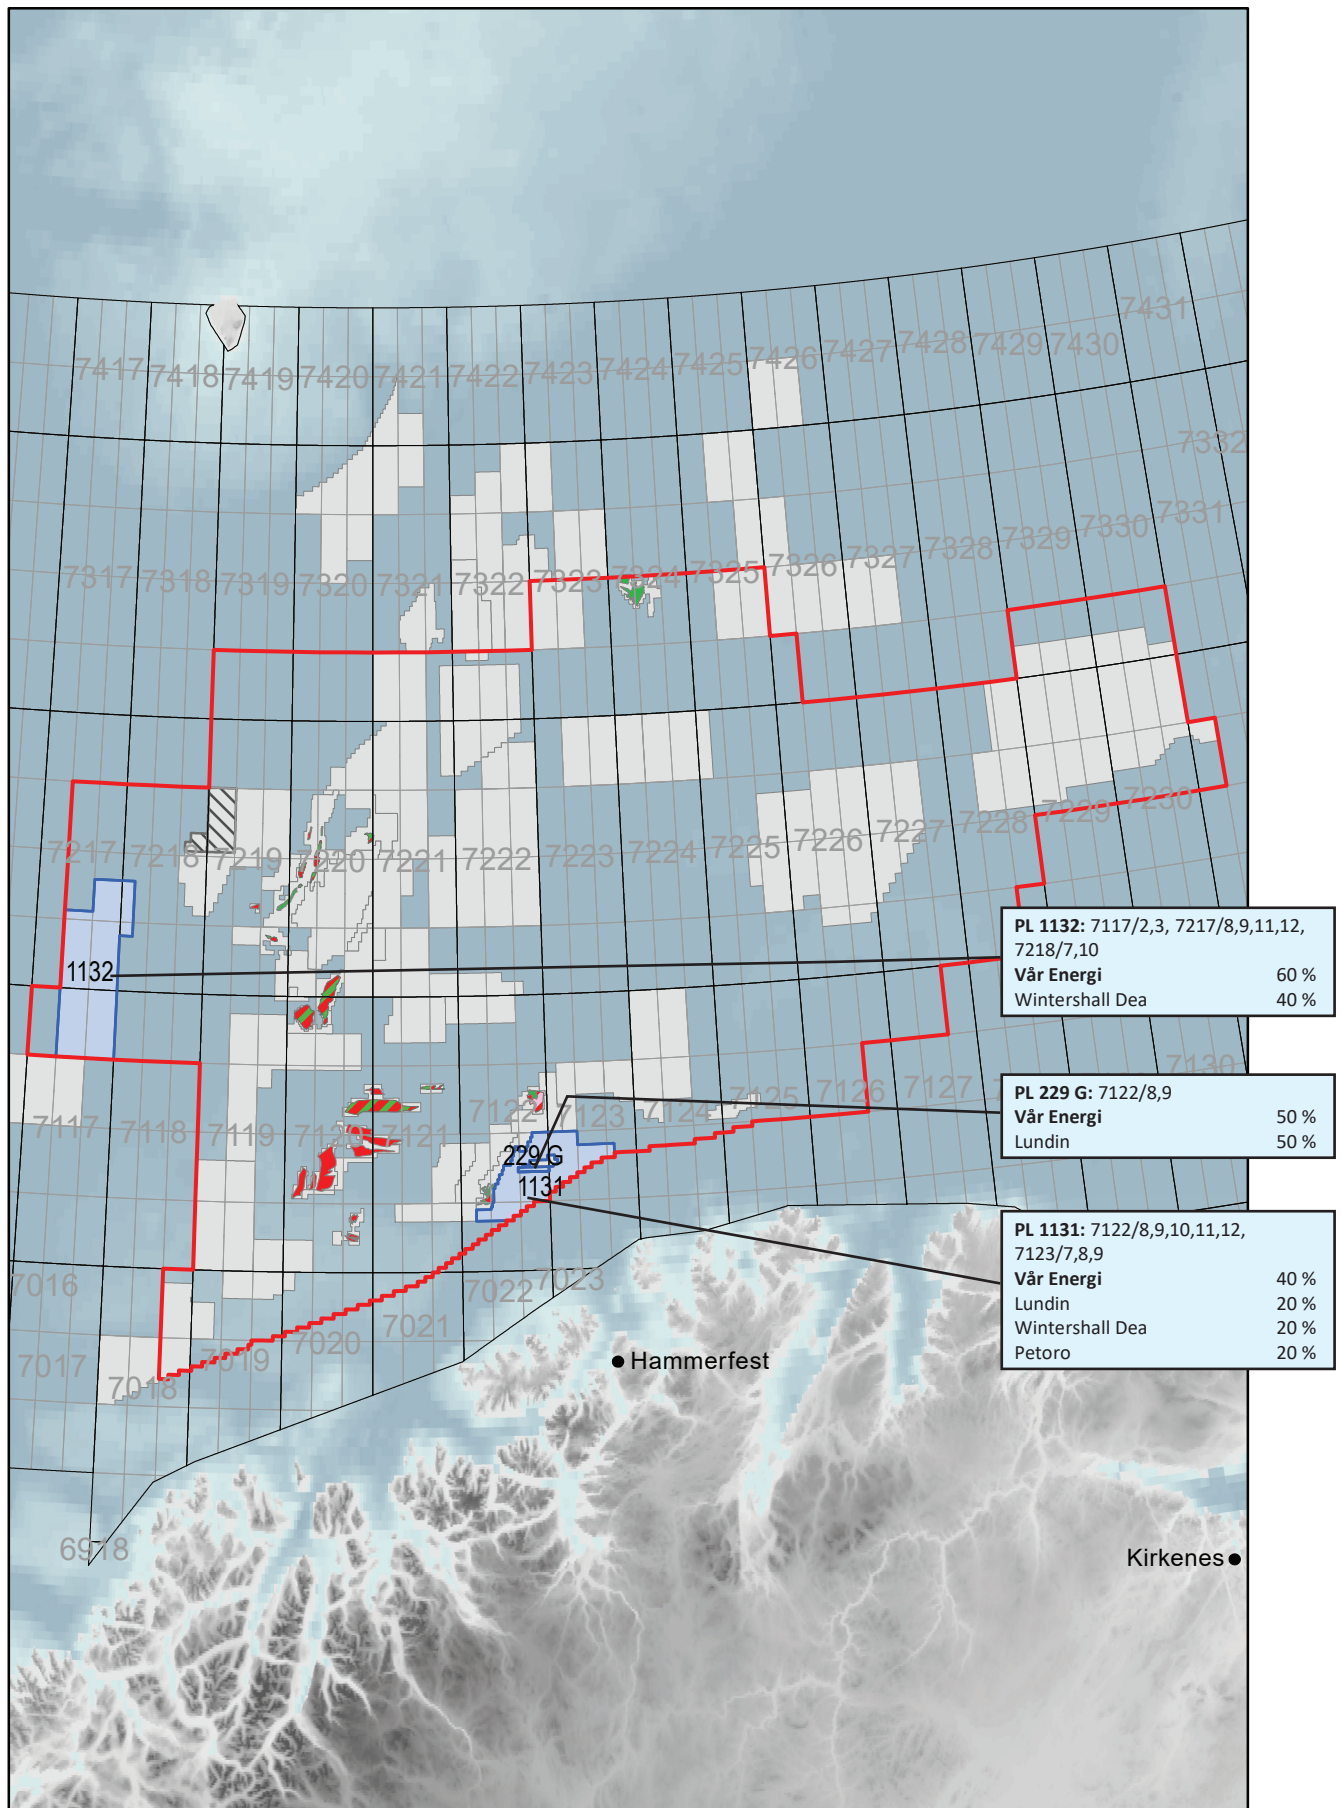 7431
7417 7418 7419 7420 7421 7422 7423 7424 7425 7426 7427 7428 7429 7430
7332
7331
7317 7318 7319 7320 7321 7322 7323 7324 7325 7326 7327 7328 7329 7330
7217 7218 7219 7220 7221 7222 7223 7224 7225 7226 7227 7228 7229 7230
1132
PL 1132: 7117/2,3, 7217/8,9,11,12,
7218/7,10
Vår Energi 60 %
Wintershall Dea 40 %
7130
7117 7118 7119 7120 7121 7122 7123 7124 7125 7126 7127
PL 229 G: 7122/8,9
Vår Energi 50 %
Lundin 50 %
229 G
1131
PL 1131: 7122/8,9,10,11,12,
7123/7,8,9
Vår Energi 40 %
Lundin 20 %
Wintershall Dea 20 %
Petoro 20 %
7016
7017 7018 7019 7020 7021 7022 7023
Hammerfest
6918
Kirkenes